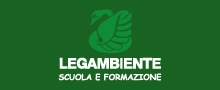 LEGAMBIENTE
SCUOLA E FORMAZIONE